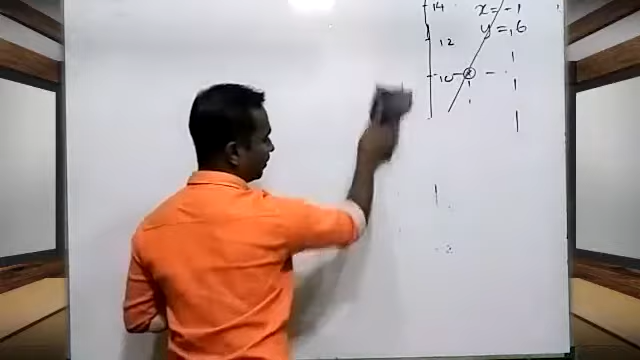 14
x = -1
y = 16
12
10